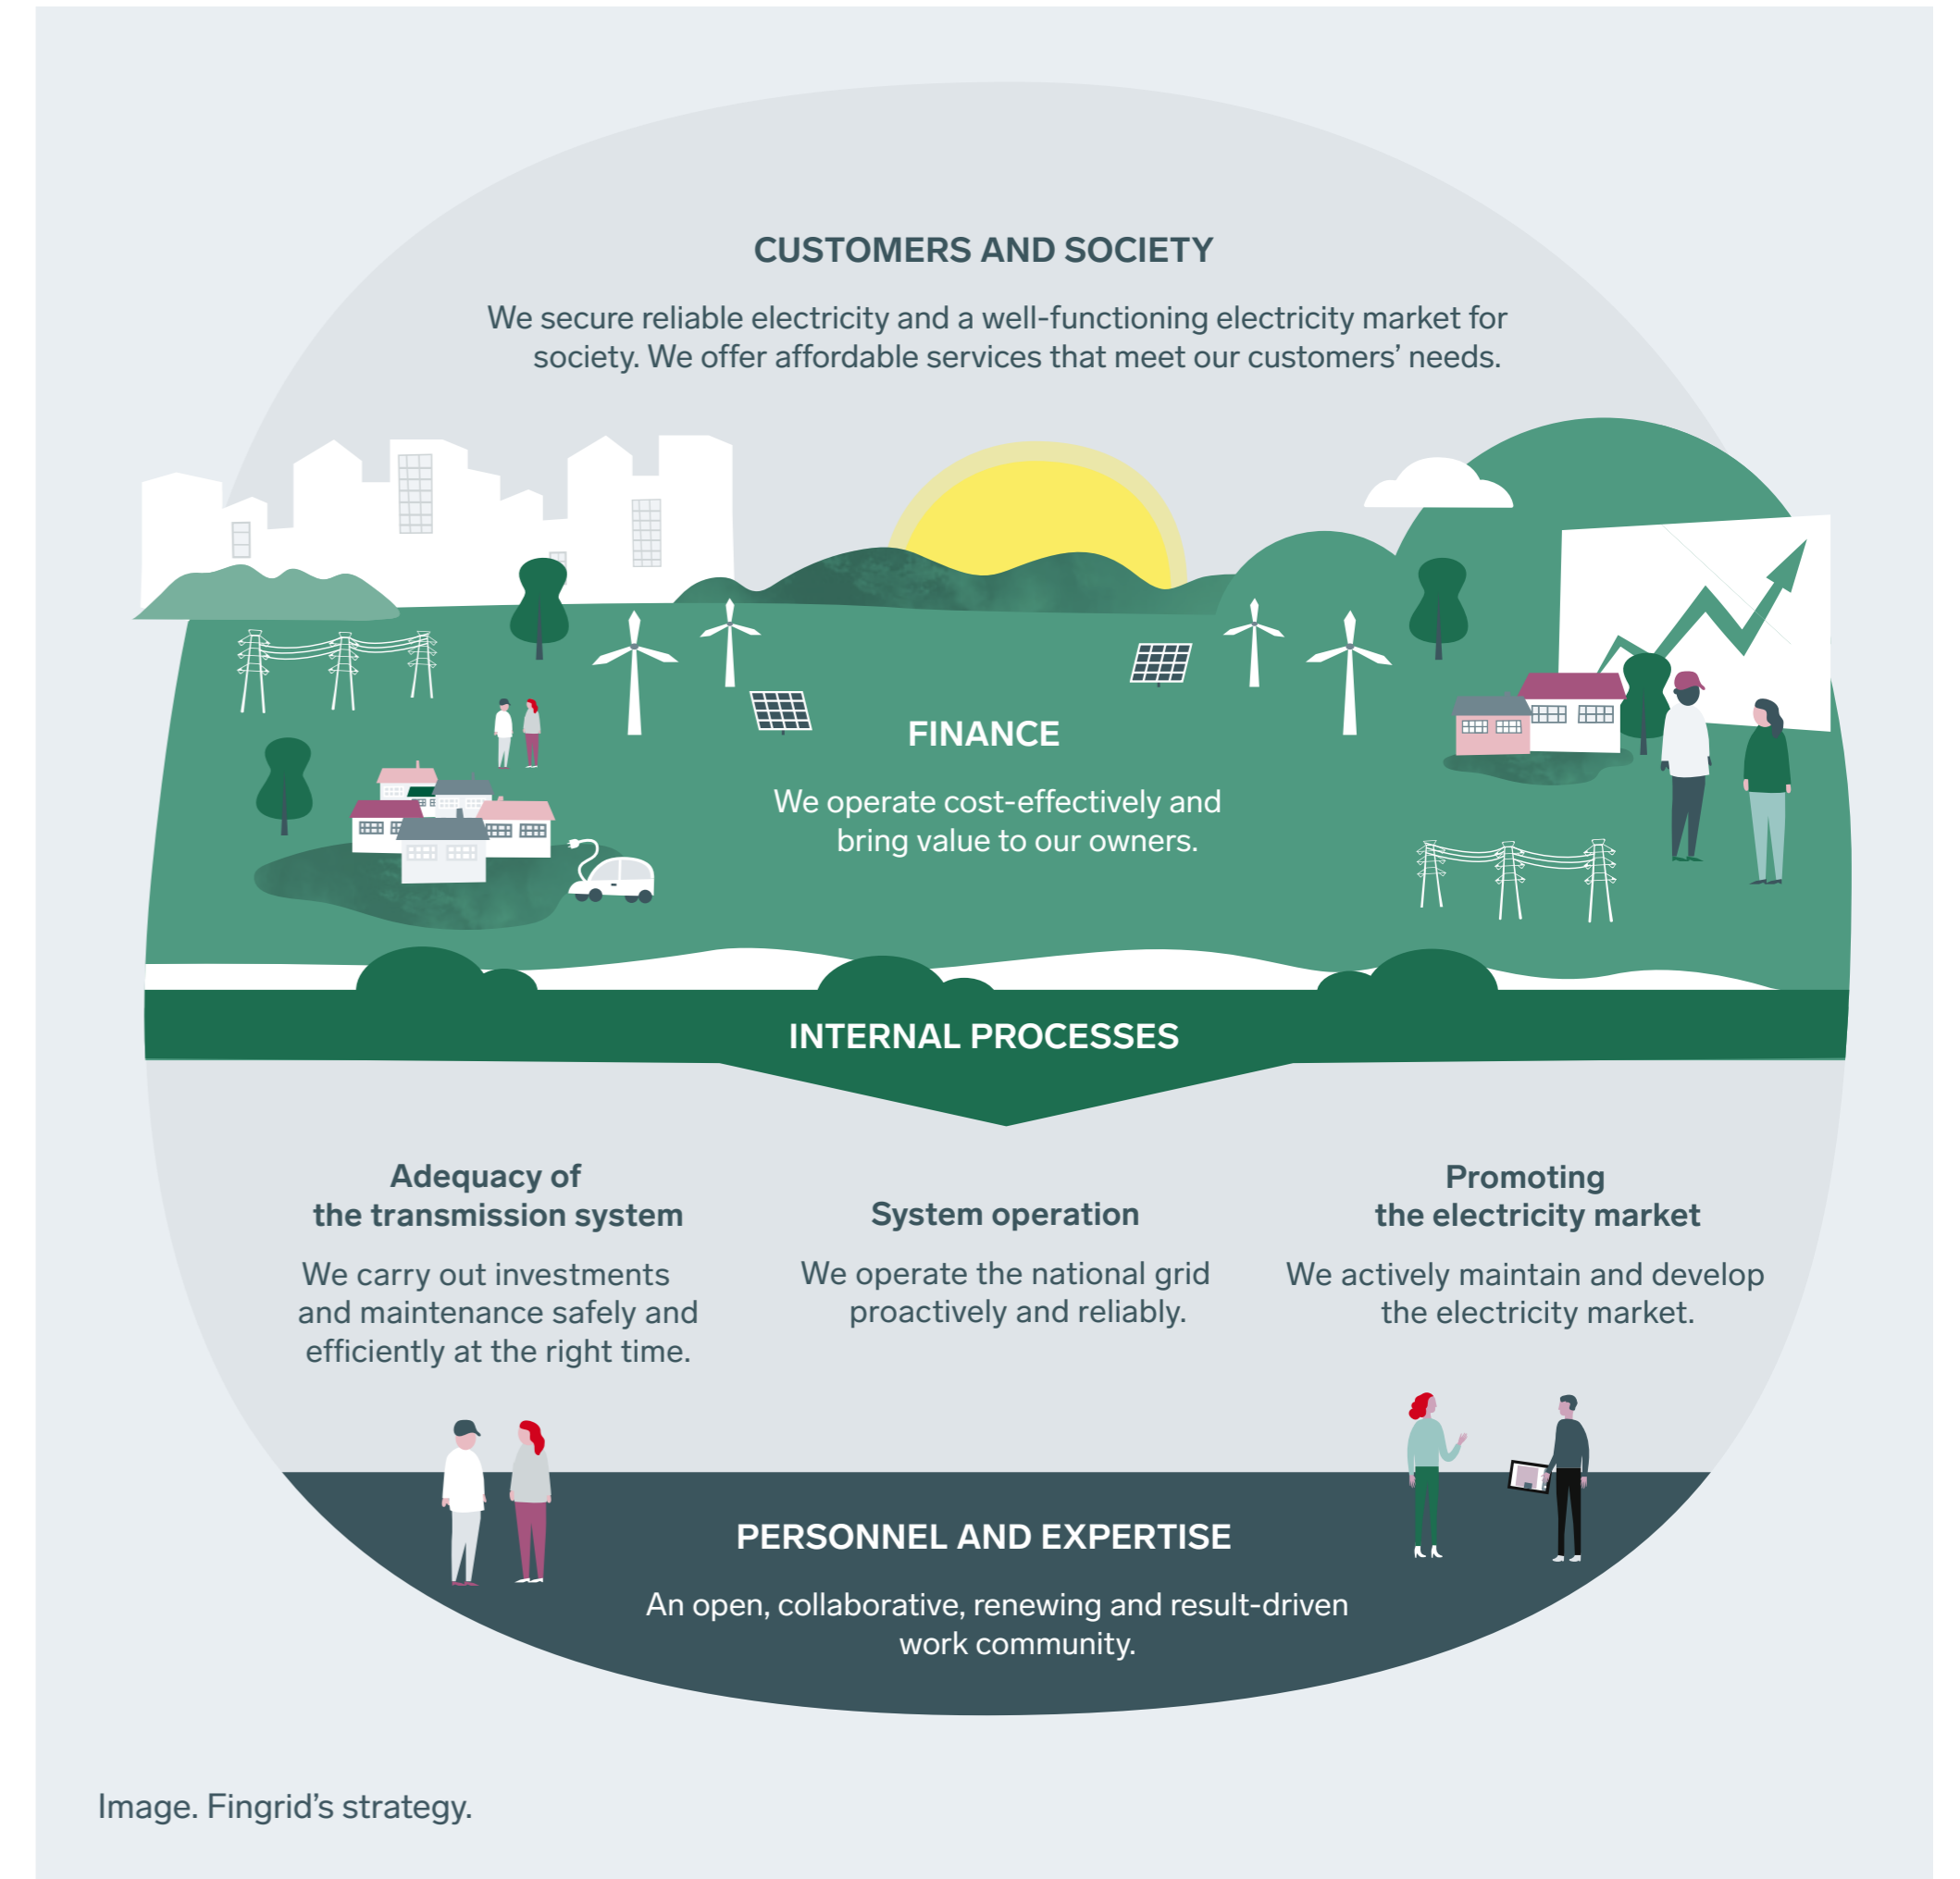 CUSTOMERS AND SOCIETY
We secure reliable electricity and a well-functioning electricity market for
society. We offer affordable services that meet our customers’ needs.
FINANCE
We operate cost-effectively and
bring value to our owners.
INTERNAL PROCESSES
Adequacy of
the transmission system
We carry out investments
and maintenance safely and
efficiently at the right time.
System operation
We operate the national grid
proactively and reliably.
Promoting
the electricity market
We actively maintain and develop
the electricity market.
PERSONNEL AND EXPERTISE
An open, collaborative, renewing and result-driven
work community.
Image. Fingrid’s strategy.